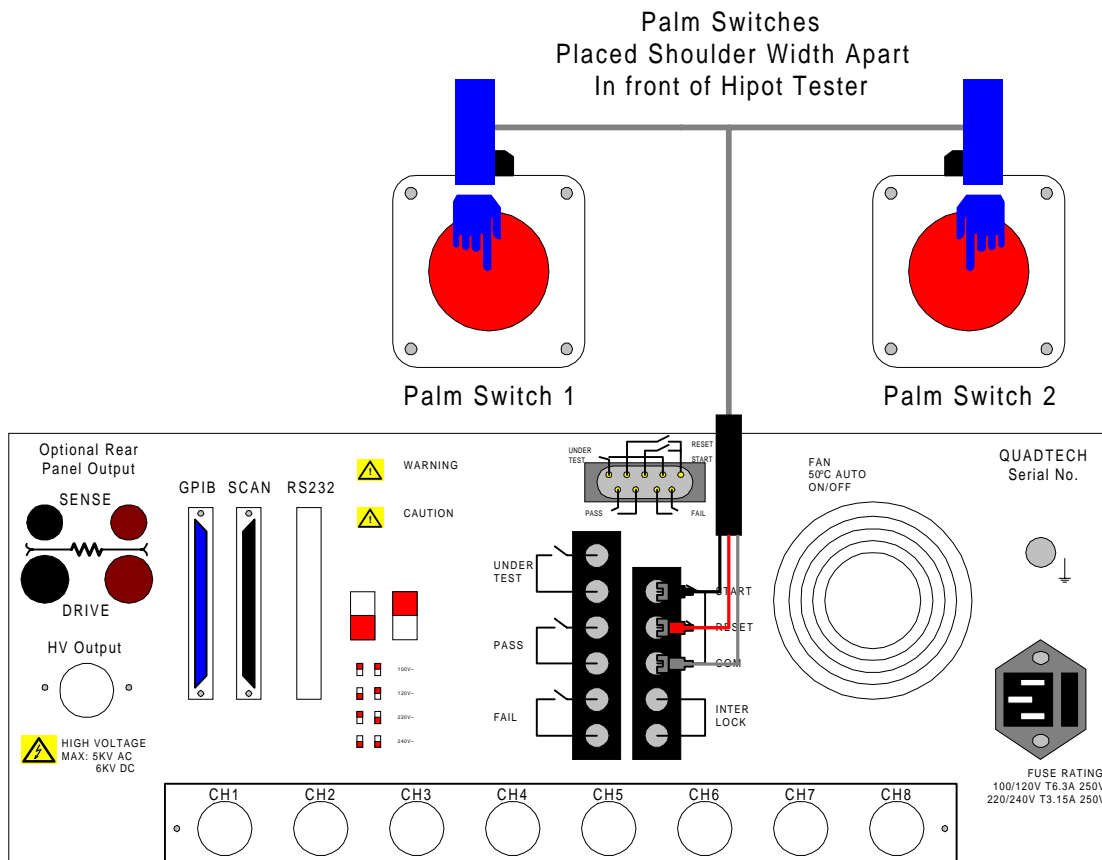 Palm Switches
Placed Shoulder Width Apart
In front of Hipot Tester
Palm Switch 1
Palm Switch 2
Optional Rear
Panel Output
SENSE
DRIVE
HV Output
HIGH VOLTAGE
MAX: 5KV AC
6KV DC
GPIB
SCAN
RS232
WARNING
CAUTION
100V~
120V~
220V~
240V~
UNDER
TEST
RESET
START
PASS
FAIL
UNDER
TEST
PASS
FAIL
START
RESET
COM
INTER
LOCK
FAN
50ºC AUTO
ON/OFF
QUADTECH
Serial No.
FUSE RATING
100/120V T6.3A 250V
220/240V T3.15A 250V
CH1
CH2
CH3
CH4
CH5
CH6
CH7
CH8